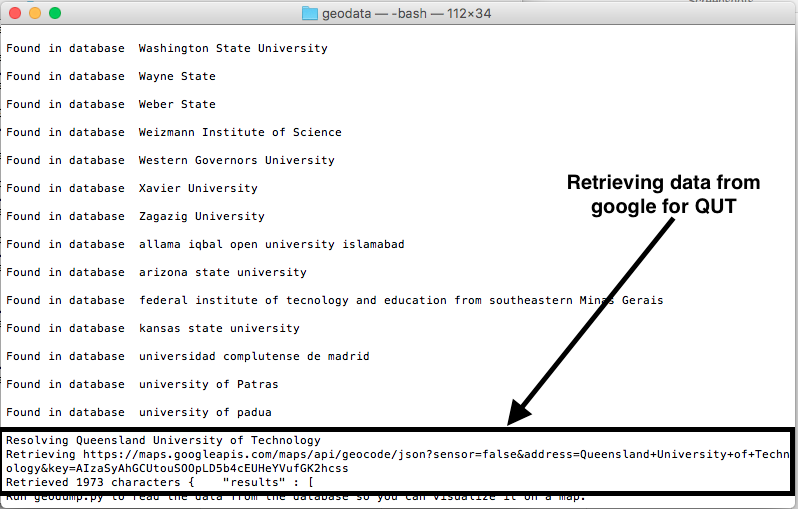 geodata — -bash — 112×34
Found in database  Washington State University
Found in database  Wayne State
Found in database  Weber State
Found in database  Weizmann Institute of Science
Found in database  Western Governors University
Found in database  Xavier University
Found in database  Zagazig University
Found in database  allama iqbal open university islamabad
Found in database  arizona state university
Found in database  federal institute of tecnology and education from southeastern Minas Gerais
Found in database  kansas state university
Found in database  universidad complutense de madrid
Found in database  university of Patras
Found in database  university of padua
Retrieving data from
google for QUT
Resolving Queensland University of Technology
Retrieving https://maps.googleapis.com/maps/api/geocode/json?sensor=false&address=Queensland+University+of+Techn
ology&key=AIzaSyAhGCUtouSOOpLD5b4cEUHeYVufGK2hcss
Retrieved 1973 characters {    "results" : [
Run geodump.py to read the data from the database so you can visualize it on a map.